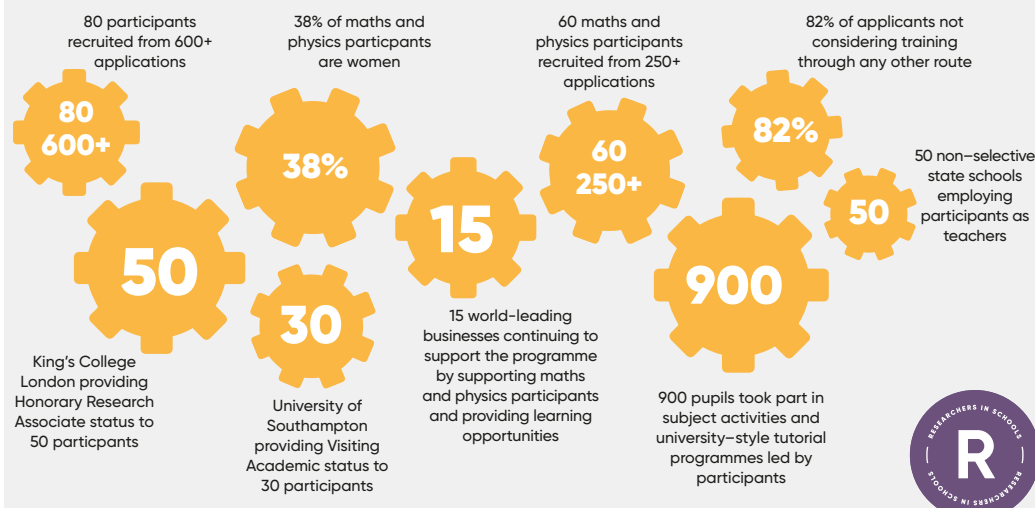 80 participants
recruited from 600+
applications
80
600+
38% of maths and
physics particpants
are women
38%
60 maths and
physics participants
recruited from 250+
applications
60
250+
82% of applicants not
considering training
through any other route
82%
50 non–selective
state schools
employing
participants as
teachers
50
50
King’s College
London providing
Honorary Research
Associate status to
50 particpants
30
University of
Southampton
providing Visiting
Academic status to
30 participants
15
15 world-leading
businesses continuing to
support the programme
by supporting maths
and physics participants
and providing learning
opportunities
900
900 pupils took part in
subject activities and
university–style tutorial
programmes led by
participants
RESEARCHERS IN SCHOOLS
R
RESEARCHERS IN SCHOOLS